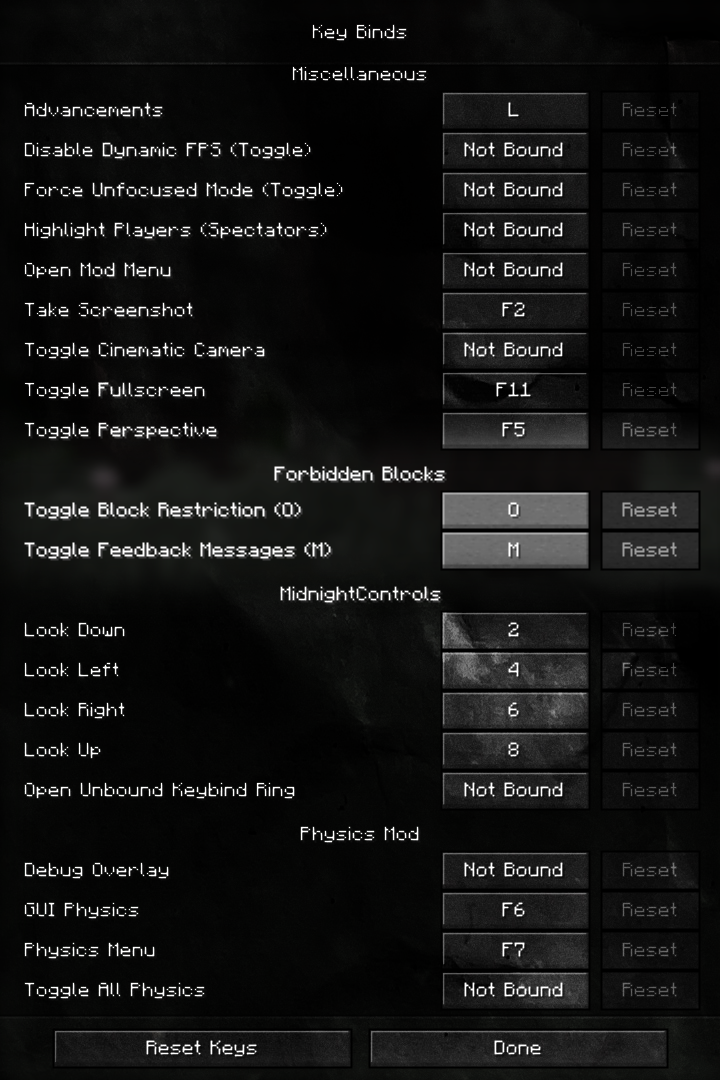 Key Binds
Miscellaneous
Advancements L Reset
Disable Dynamic FPS (Toggle) Not Bound Reset
Force Unfocused Mode (Toggle) Not Bound Reset
Highlight Players (Spectators) Not Bound Reset
Open Mod Menu Not Bound Reset
Take Screenshot F2 Reset
Toggle Cinematic Camera Not Bound Reset
Toggle Fullscreen F11 Reset
Toggle Perspective F5 Reset
Forbidden Blocks
Toggle Block Restriction (O) O Reset
Toggle Feedback Messages (M) M Reset
MidnightControls
Look Down 2 Reset
Look Left 4 Reset
Look Right 6 Reset
Look Up 8 Reset
Open Unbound Keybind Ring Not Bound Reset
Physics Mod
Debug Overlay Not Bound Reset
GUI Physics F6 Reset
Physics Menu F7 Reset
Toggle All Physics Not Bound Reset
Reset Keys Done